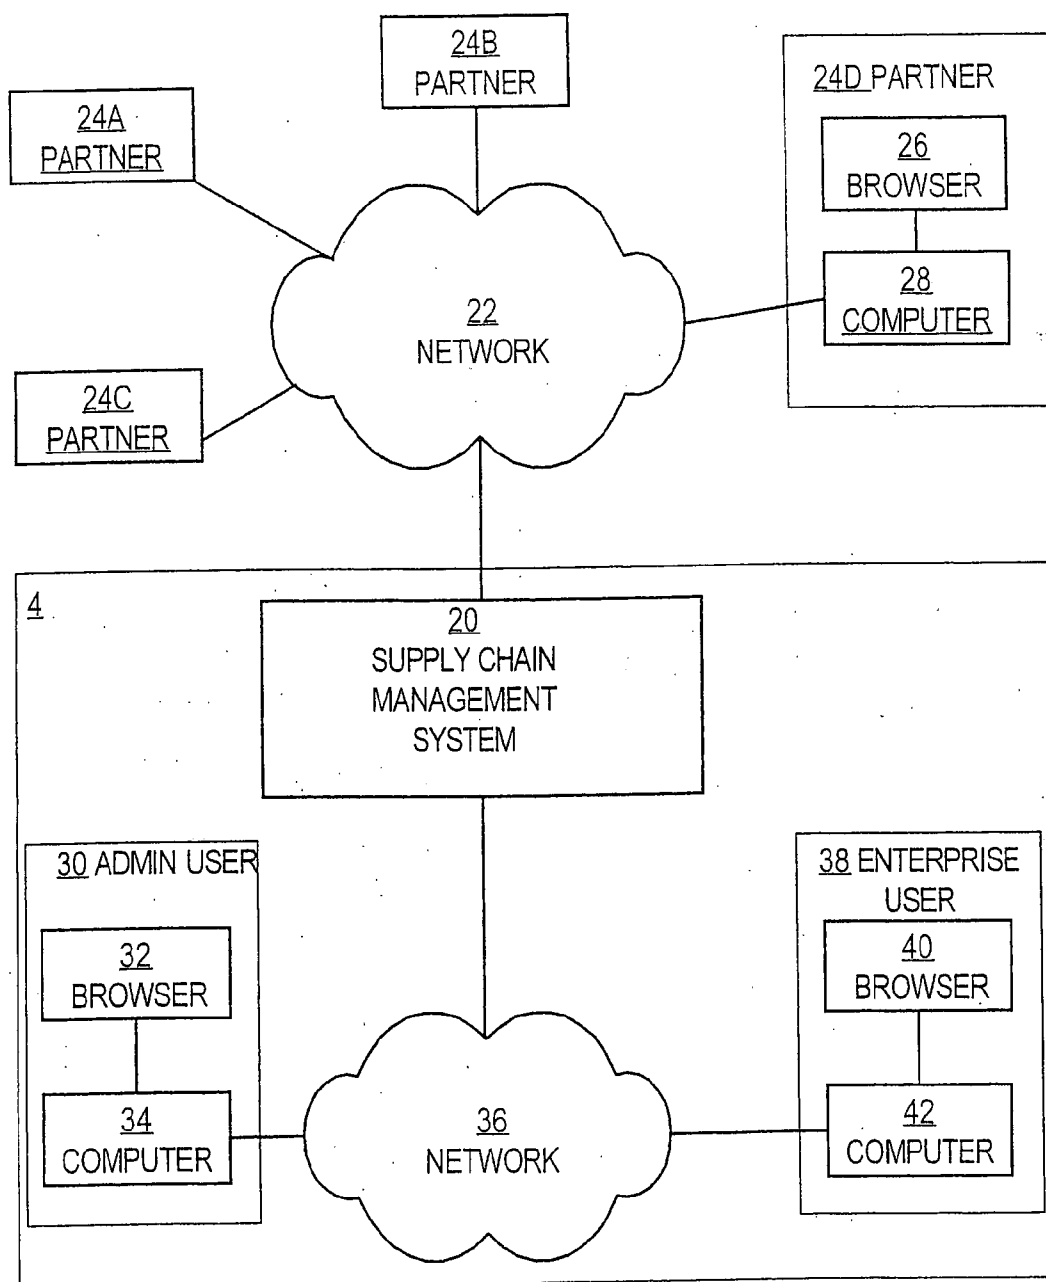 24B
PARTNER
24A
PARTNER
24D PARTNER
26
BROWSER
28
COMPUTER
22
NETWORK
24C
PARTNER
4
20
SUPPLY CHAIN
MANAGEMENT
SYSTEM
30 ADMIN USER
32
BROWSER
34
COMPUTER
36
NETWORK
38 ENTERPRISE
USER
40
BROWSER
42
COMPUTER